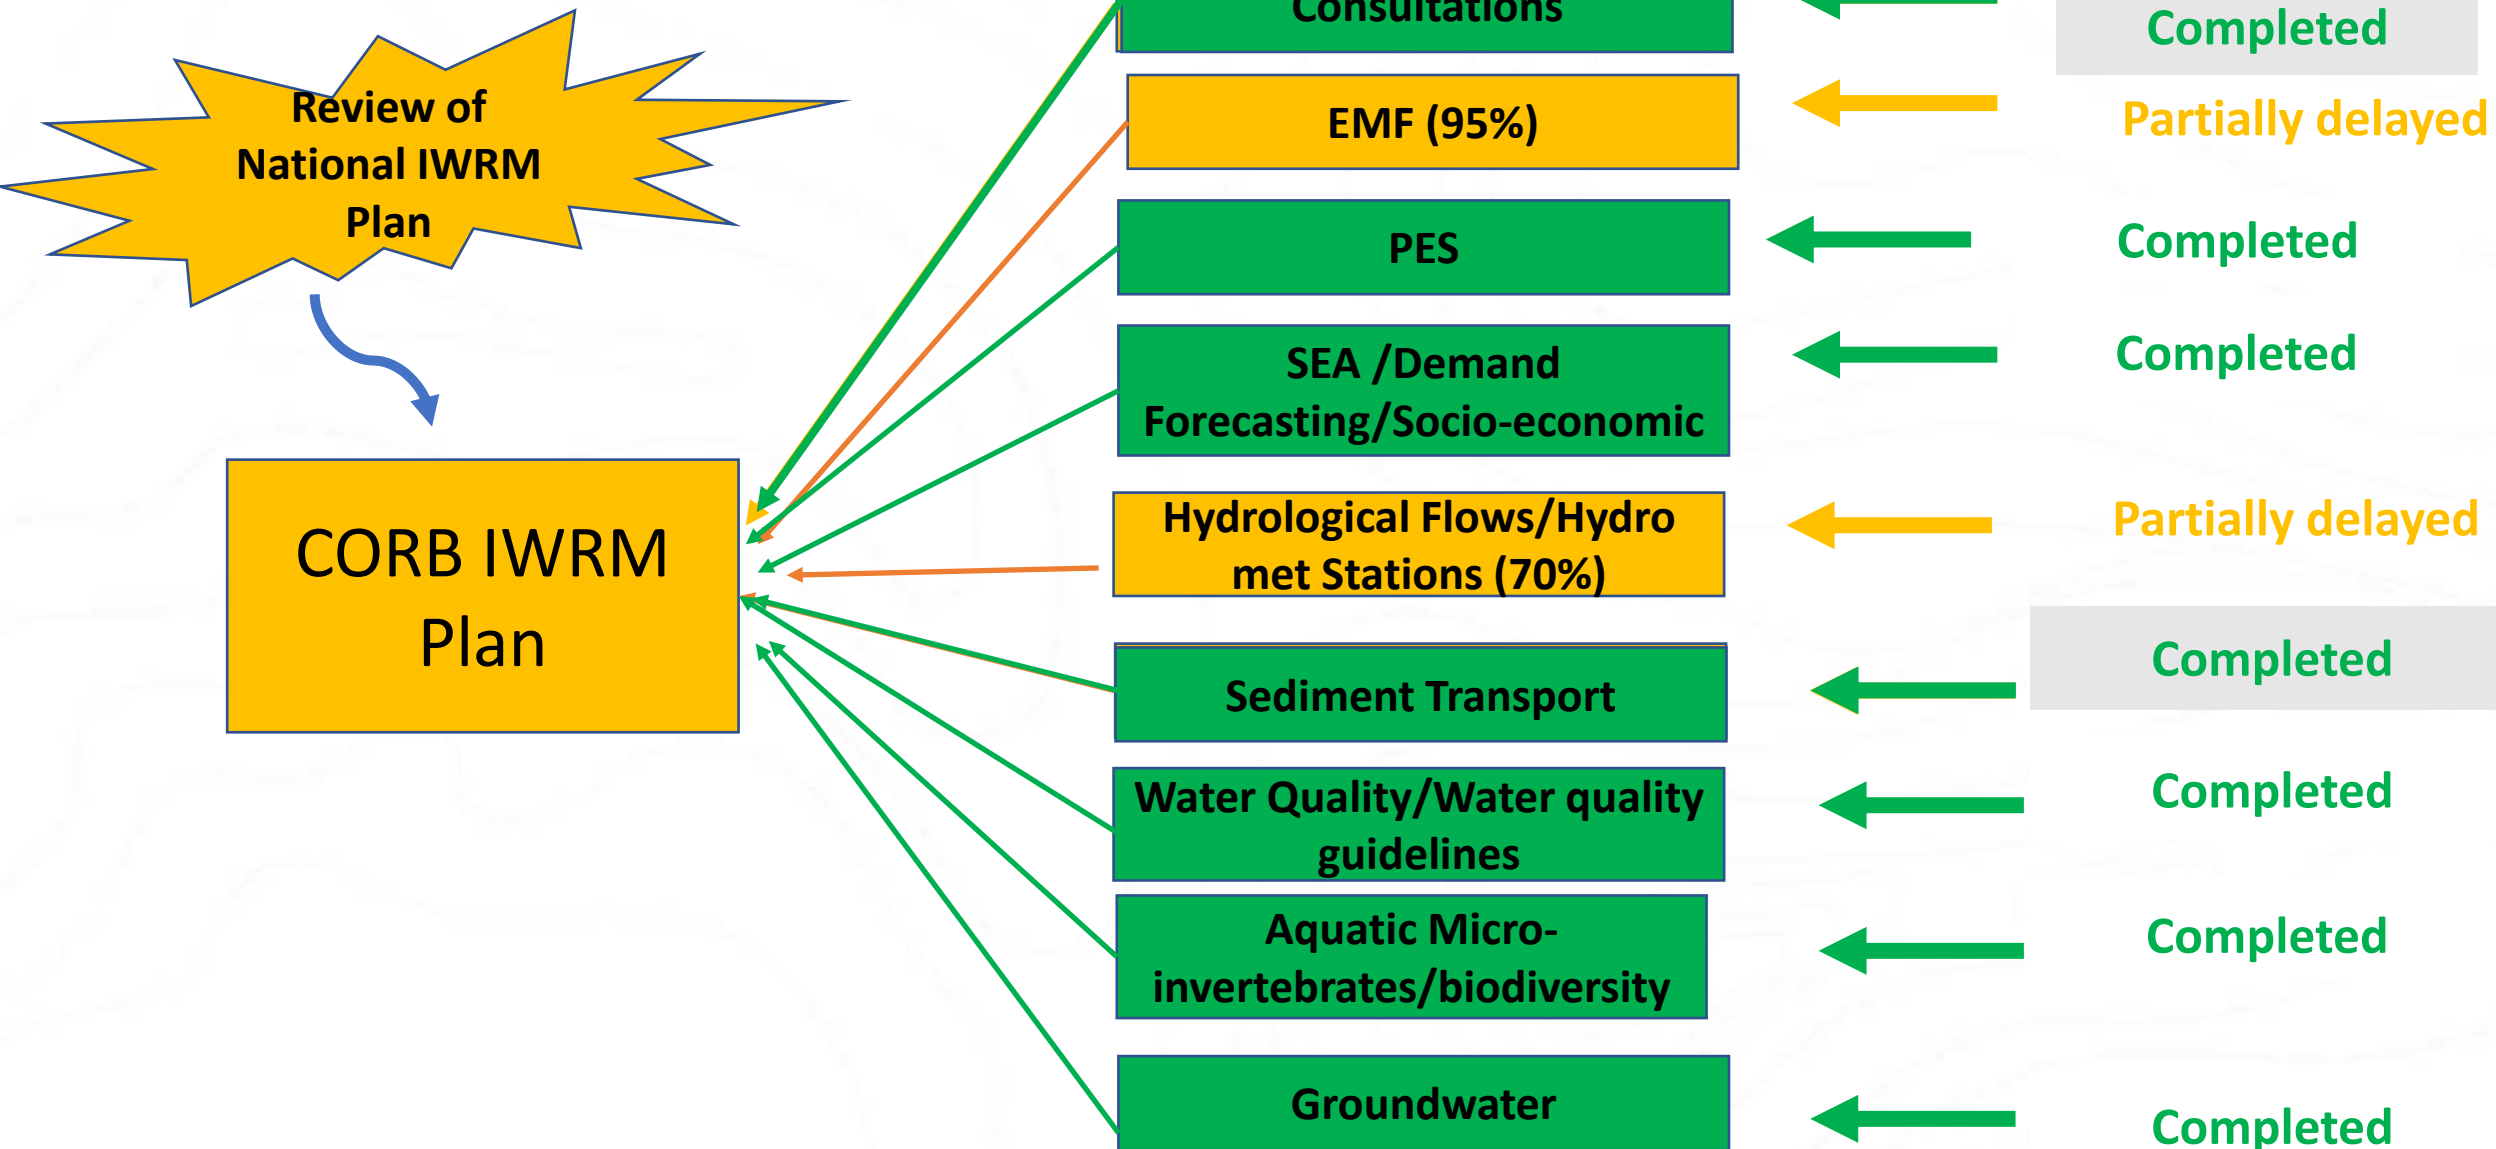 Consultations
Completed
Review of
National IWRM
Plan
EMF (95%)
Partially delayed
PES
Completed
SEA /Demand
Forecasting/Socio-economic
Completed
CORB IWRM
Plan
Hydrological Flows/Hydro
met Stations (70%)
Partially delayed
Sediment Transport
Completed
Water Quality/Water quality
guidelines
Completed
Aquatic Micro-
invertebrates/biodiversity
Completed
Groundwater
Completed